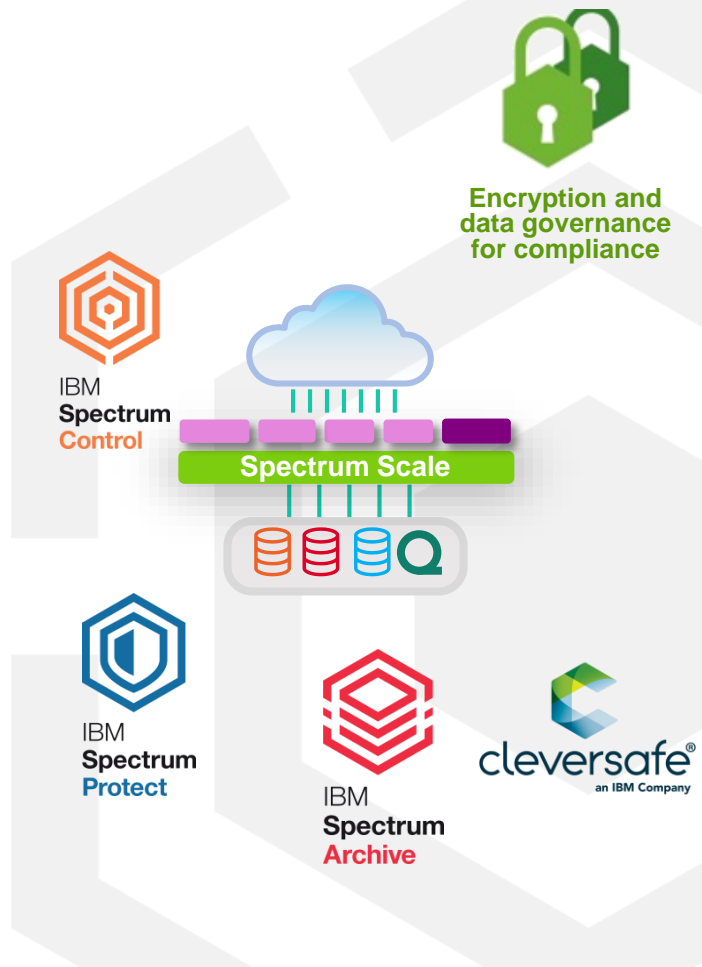 Encryption and
data governance
for compliance
IBM
Spectrum
Control
Spectrum Scale
IBM
Spectrum
Protect
IBM
Spectrum
Archive
cleversafe®
an IBM Company